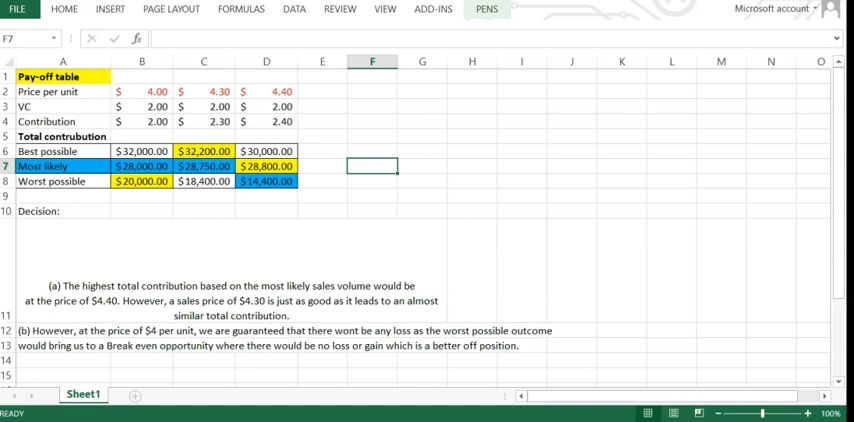 FILE HOME INSERT PAGE LAYOUT FORMULAS DATA REVIEW VIEW ADD-INS PENS Microsoft account
F7 fx
A B C D E F G H I J K L M N O
1 Pay-off table
2 Price per unit $ 4.00 $ 4.30 $ 4.40
3 VC $ 2.00 $ 2.00 $ 2.00
4 Contribution $ 2.00 $ 2.30 $ 2.40
5 Total contrubution
6 Best possible $32,000.00 $32,200.00 $30,000.00
7 Most likely $28,000.00 $28,750.00 $28,800.00
8 Worst possible $20,000.00 $18,400.00 $14,400.00
9
10 Decision:
(a) The highest total contribution based on the most likely sales volume would be
at the price of $4.40. However, a sales price of $4.30 is just as good as it leads to an almost
11 similar total contribution.
12 (b) However, at the price of $4 per unit, we are guaranteed that there wont be any loss as the worst possible outcome
13 would bring us to a Break even opportunity where there would be no loss or gain which is a better off position.
14
15
Sheet1
READY 100%